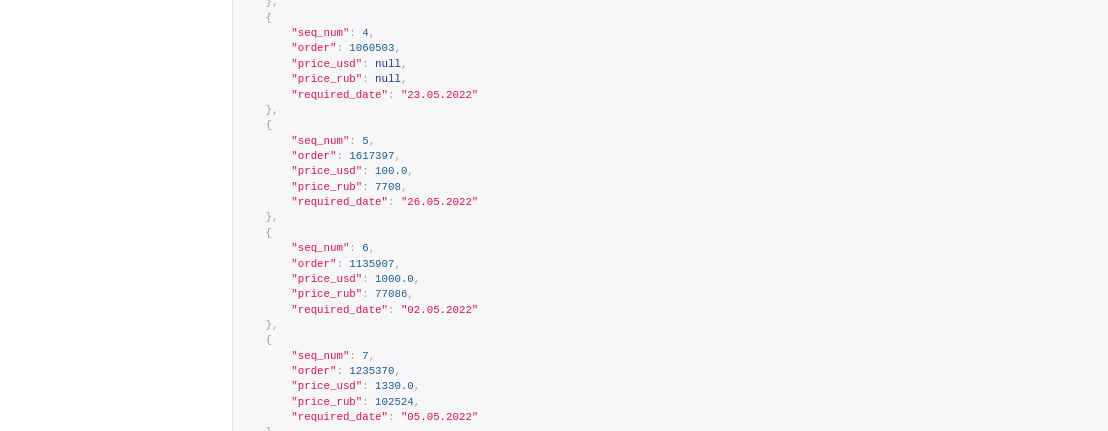 },
{
"seq_num": 4,
"order": 1060503,
"price_usd": null,
"price_rub": null,
"required_date": "23.05.2022"
},
{
"seq_num": 5,
"order": 1617397,
"price_usd": 100.0,
"price_rub": 7708,
"required_date": "26.05.2022"
},
{
"seq_num": 6,
"order": 1135907,
"price_usd": 1000.0,
"price_rub": 77086,
"required_date": "02.05.2022"
},
{
"seq_num": 7,
"order": 1235370,
"price_usd": 1330.0,
"price_rub": 102524,
"required_date": "05.05.2022"
}